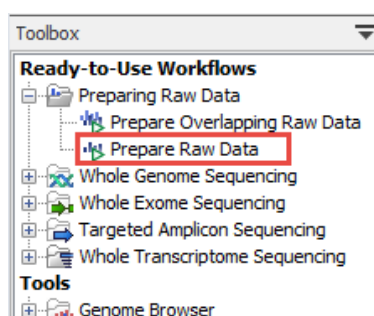 Toolbox
Ready-to-Use Workflows
Preparing Raw Data
Prepare Overlapping Raw Data
Prepare Raw Data
Whole Genome Sequencing
Whole Exome Sequencing
Targeted Amplicon Sequencing
Whole Transcriptome Sequencing
Tools
Genome Browser